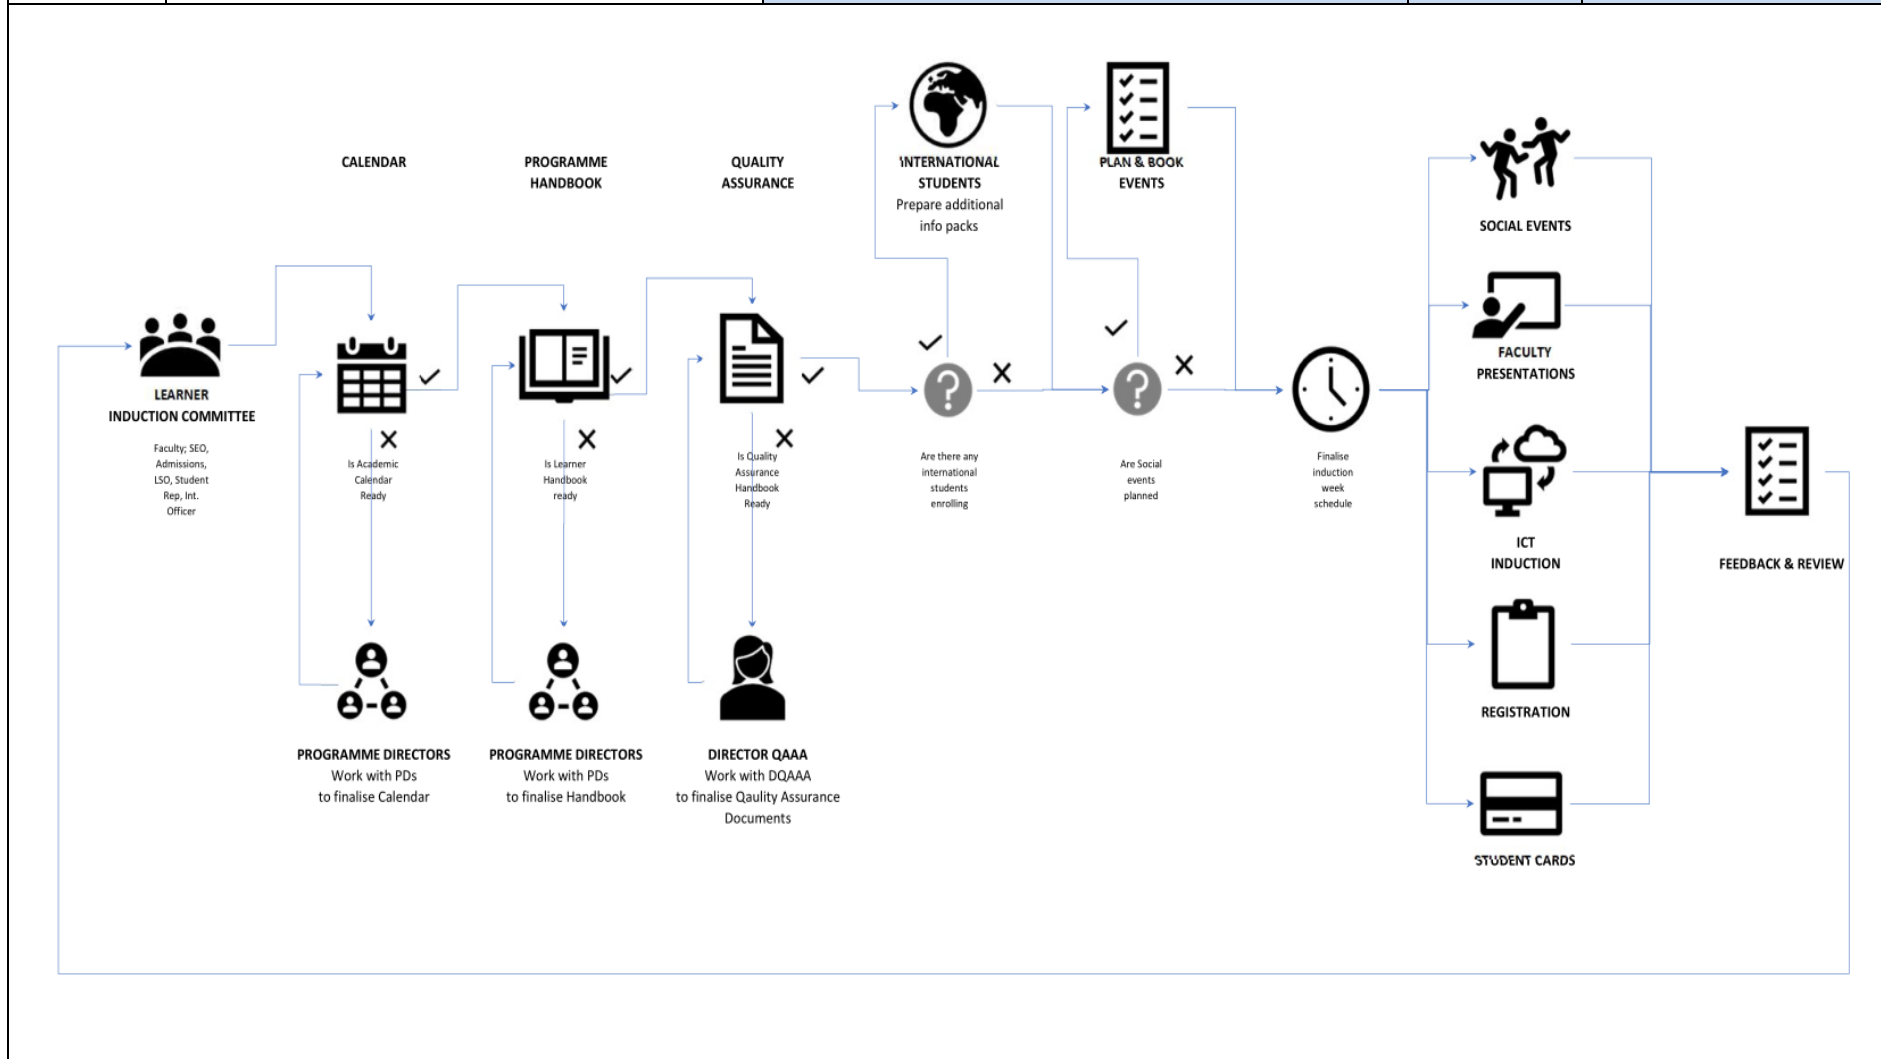 CALENDAR
PROGRAMME
HANDBOOK
QUALITY
ASSURANCE
INTERNATIONAL
STUDENTS
Prepare additional
info packs
PLAN & BOOK
EVENTS
SOCIAL EVENTS
FACULTY
PRESENTATIONS
LEARNER
INDUCTION COMMITTEE
Faculty; SEO,
Admissions,
LSO, Student
Rep, Int.
Officer
Is Academic
Calendar
Ready
Is Learner
Handbook
ready
Is Quality
Assurance
Handbook
Ready
Are there any
international
students
enrolling
Are Social
events
planned
Finalise
induction
week
schedule
ICT
INDUCTION
FEEDBACK & REVIEW
REGISTRATION
PROGRAMME DIRECTORS
Work with PDs
to finalise Calendar
PROGRAMME DIRECTORS
Work with PDs
to finalise Handbook
DIRECTOR QAAA
Work with DQAAA
to finalise Qaulity Assurance
Documents
STUDENT CARDS